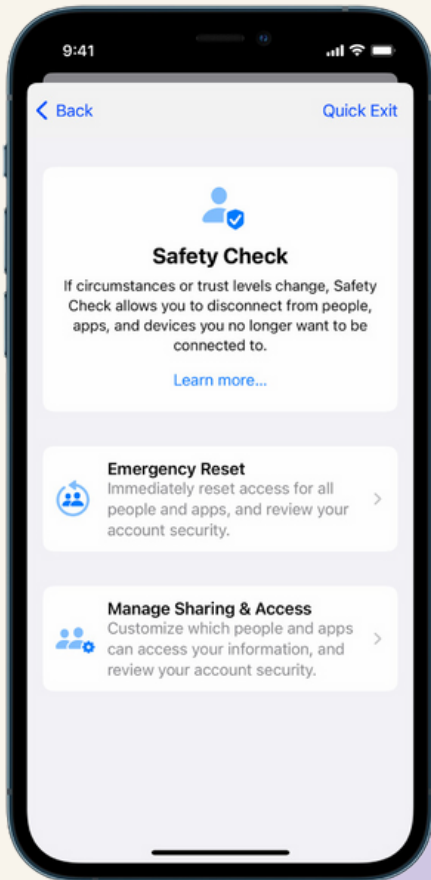 9:41
Back
Quick Exit
Safety Check
If circumstances or trust levels change, Safety
Check allows you to disconnect from people,
apps, and devices you no longer want to be
connected to.
Learn more...
Emergency Reset
Immediately reset access for all
people and apps, and review your
account security.
Manage Sharing & Access
Customize which people and apps
can access your information, and
review your account security.